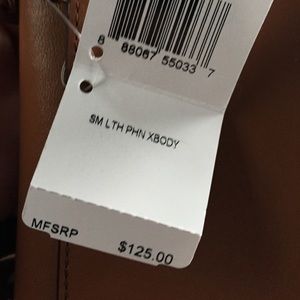 8 88067 55033 7
SM LTH PHN XBODY
MFSRP
$125.00